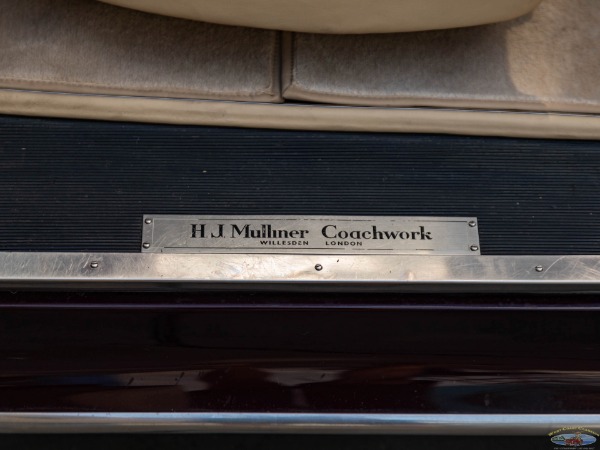 H.J. Mulliner Coachwork
WILLESDEN LONDON